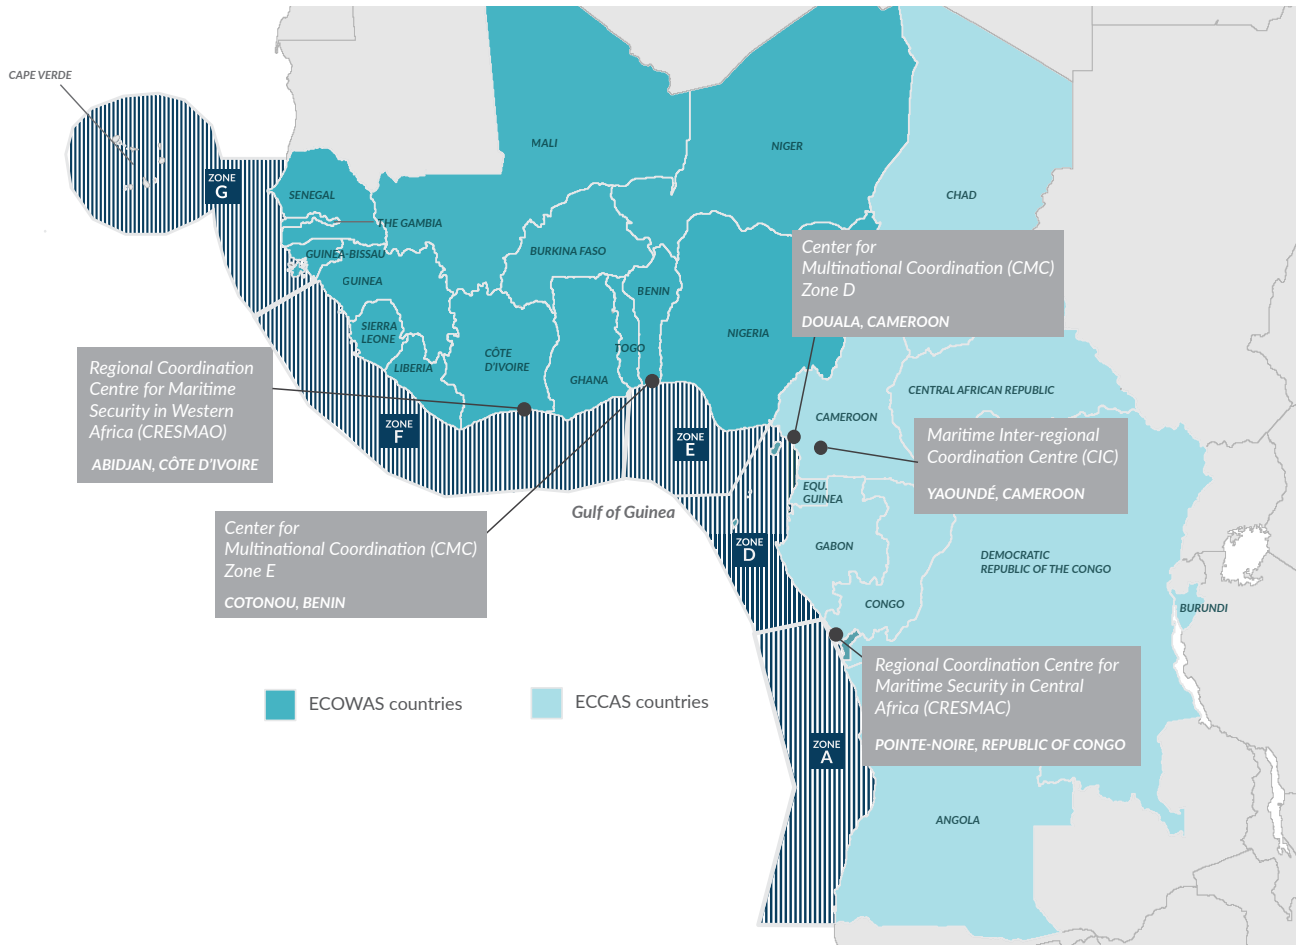 CAPE VERDE
MALI
NIGER
CHAD
ZONE
G
SENEGAL
THE GAMBIA
GUINEA-BISSAU
GUINEA
BURKINA FASO
BENIN
Center for
Multinational Coordination (CMC)
Zone D
DOUALA, CAMEROON
SIERRA
LEONE
LIBERIA
CÔTE
D'IVOIRE
GHANA
TOGO
NIGERIA
Regional Coordination
Centre for Maritime
Security in Western
Africa (CRESMAO)
ABIDJAN, CÔTE D'IVOIRE
CENTRAL AFRICAN REPUBLIC
CAMEROON
ZONE
F
ZONE
E
Maritime Inter-regional
Coordination Centre (CIC)
YAOUNDÉ, CAMEROON
EQU.
GUINEA
Gulf of Guinea
Center for
Multinational Coordination (CMC)
Zone E
COTONOU, BENIN
ZONE
D
GABON
DEMOCRATIC
REPUBLIC OF THE CONGO
CONGO
BURUNDI
Regional Coordination Centre for
Maritime Security in Central
Africa (CRESMAC)
POINTE-NOIRE, REPUBLIC OF CONGO
ECOWAS countries
ECCAS countries
ZONE
A
ANGOLA